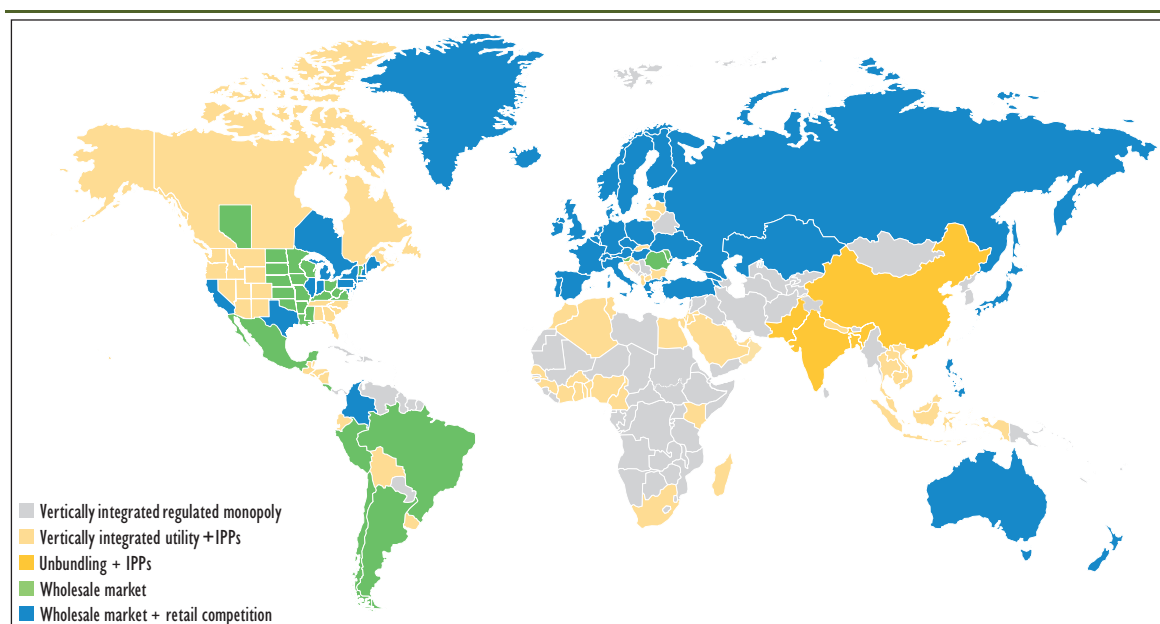 Vertically integrated regulated monopoly
Vertically integrated utility +IPPs
Unbundling + IPPs
Wholesale market
Wholesale market + retail competition